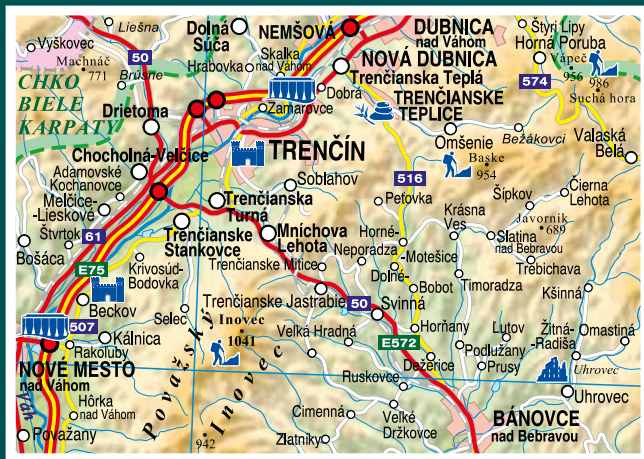 Liešna
Dolná
Súča
NEMŠOVÁ
DUBNICA
nad Váhom
Štyri Lipy
Vyškovec
50
Skalka
nad Váhom
NOVÁ DUBNICA
Horná
Poruba
Machnáč
771
Brúsne
Hrabovka
Trenčianska Teplá
Vápeč
956
986
Suchá hora
574
CHKO
BIELE
KARPATY
Drietoma
Zamarovce
Dobrá
TRENČIANSKE
TEPLICE
Omšenie
Bežákovci
Valaská
Belá
Chocholná-Velčice
TRENČÍN
Baske
954
Adamovské
Kochanovce
Soblahov
516
Melčice-
-Lieskové
Trenčianska
Turná
Petovka
Šípkov
Čierna
Lehota
Krásna
Ves
Javorník
689
Štvrtok
61
Trenčianske
Stankovce
Mníchova
Lehota
Horné-
-Motešice
Slatina
nad Bebravou
Bošáca
Neporadza
Trebichava
E75
Krivosúd-
Bodovka
Trenčianske Mitice
Dolné-
Bobot
Timoradza
Kšinná
Beckov
Trenčianske Jastrabie
50
Svinná
507
Selec
Inovec
1041
Horňany
Lutov
Žitná-
-Radiša
Omastiná
Kálnica
Veľká Hradná
E572
Podlužany
Rakoluby
Dežerice
Prusy
NOVÉ MESTO
nad Váhom
Považský
Inovec
Ruskovce
Uhrovec
Uhrovec
Hôrka
nad Váhom
Cimenná
Veľké
Držkovce
BÁNOVCE
nad Bebravou
Váh
Považany
942
Zlatníky